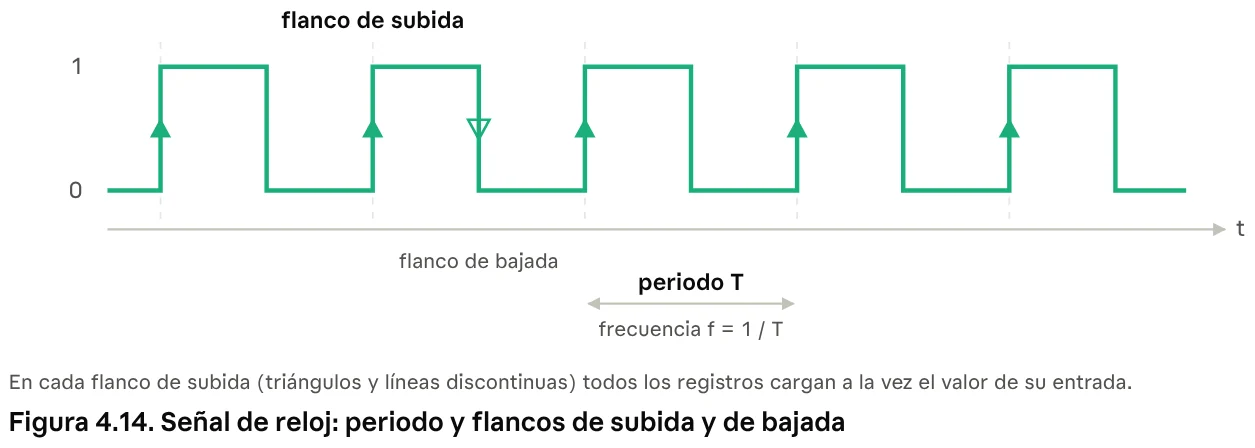 flanco de subida
1
0
t
flanco de bajada
periodo T
frecuencia f = 1 / T
En cada flanco de subida (triángulos y líneas discontinuas) todos los registros cargan a la vez el valor de su entrada.
Figura 4.14. Señal de reloj: periodo y flancos de subida y de bajada